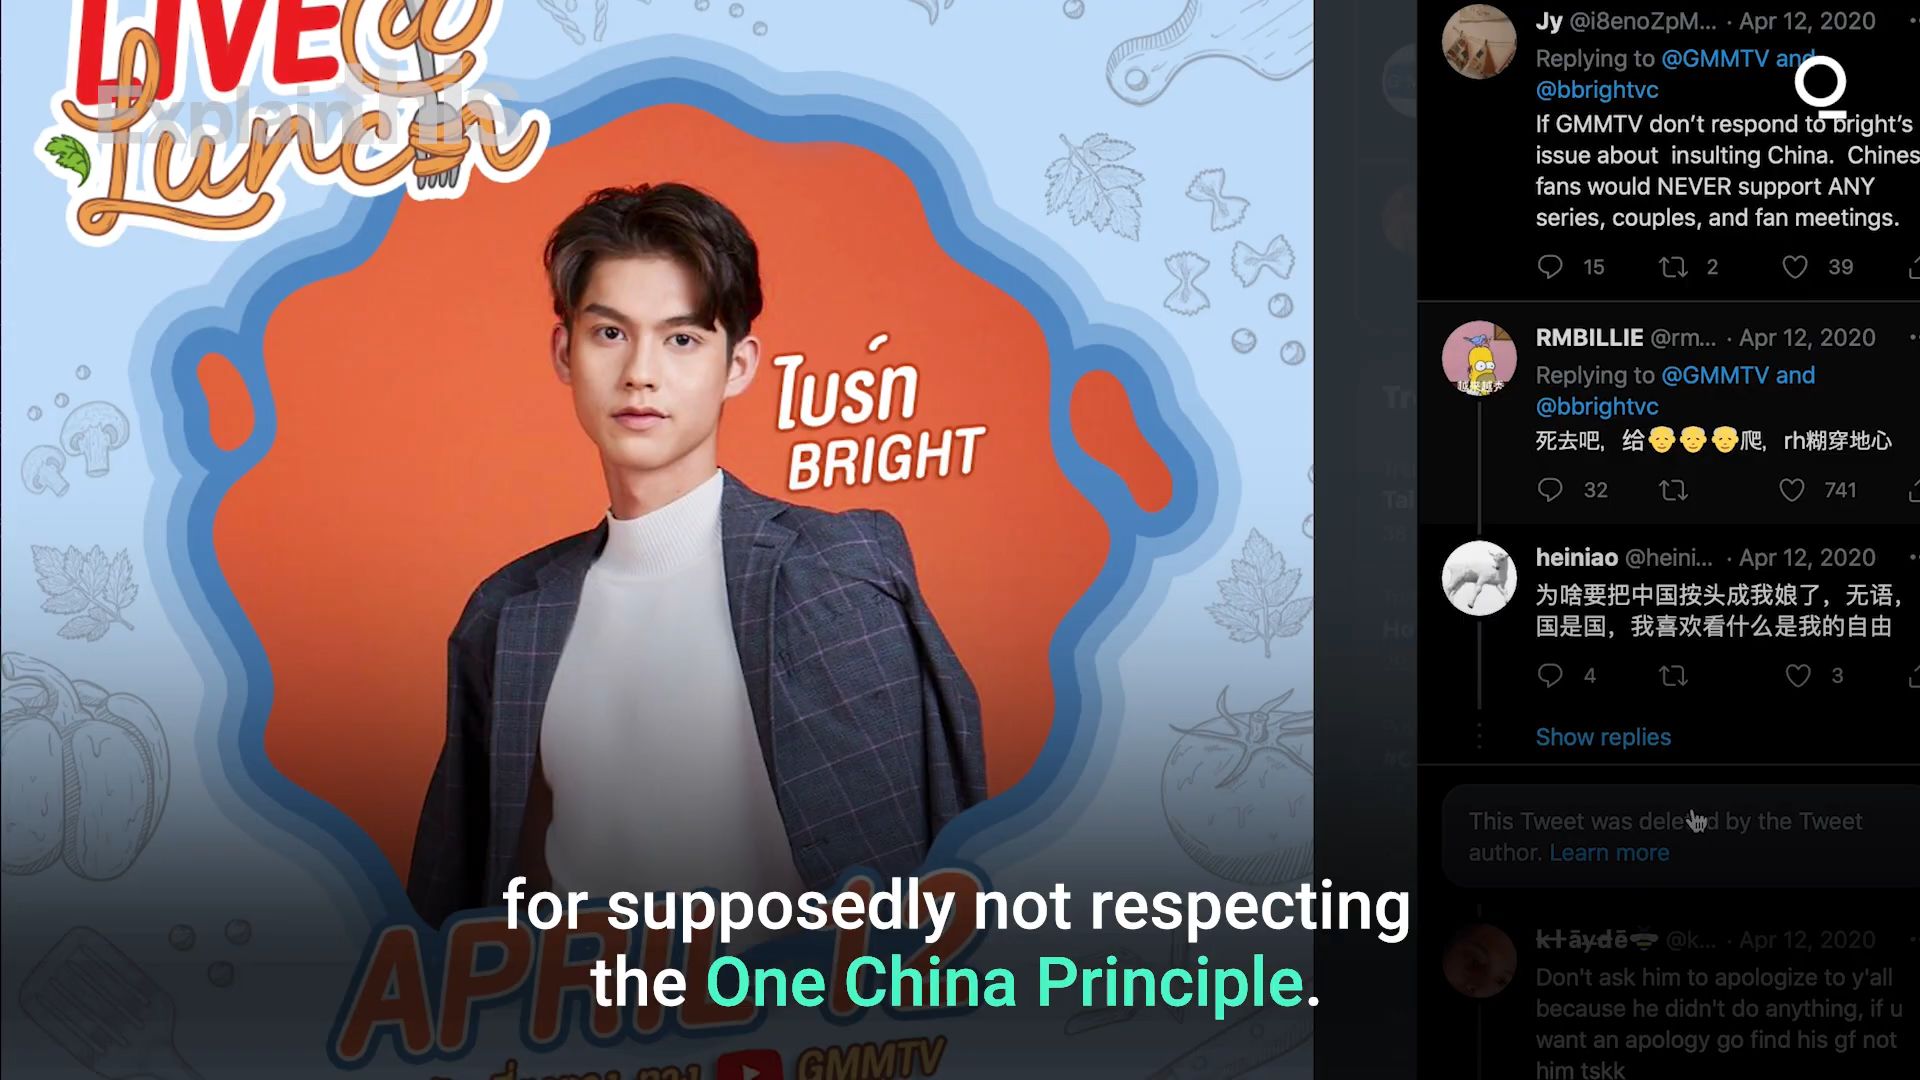 LIVE@
Lunch
ExplainThis
ไบร์ท
BRIGHT
APRIL 12
GMMTV
for supposedly not respecting
the One China Principle.
Jy @i8enoZpM... · Apr 12, 2020
Replying to @GMMTV and
@bbrightvc
If GMMTV don’t respond to bright’s
issue about insulting China. Chines
fans would NEVER support ANY
series, couples, and fan meetings.
15 2 39
越来越秃
RMBILLIE @rm... · Apr 12, 2020
Replying to @GMMTV and
@bbrightvc
死去吧，给👴👴👴爬，rh糊穿地心
32 741
heiniao @heini... · Apr 12, 2020
为啥要把中国按头成我娘了，无语，
国是国，我喜欢看什么是我的自由
4 3
Show replies
This Tweet was deleted by the Tweet
author. Learn more
@k... · Apr 12, 2020
Don't ask him to apologize to y'all
because he didn't do anything, if u
want an apology go find his gf not
him tskk